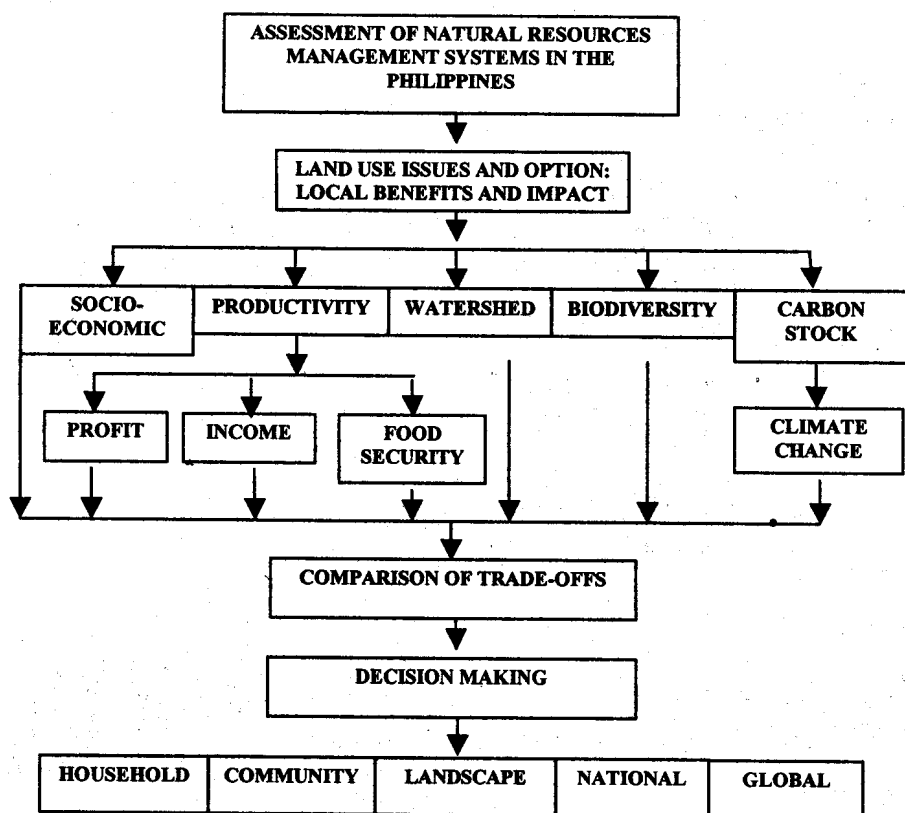 ASSESSMENT OF NATURAL RESOURCES
MANAGEMENT SYSTEMS IN THE
PHILIPPINES
LAND USE ISSUES AND OPTION:
LOCAL BENEFITS AND IMPACT
SOCIO-
ECONOMIC
PRODUCTIVITY
WATERSHED
BIODIVERSITY
CARBON
STOCK
PROFIT
INCOME
FOOD
SECURITY
CLIMATE
CHANGE
COMPARISON OF TRADE-OFFS
DECISION MAKING
HOUSEHOLD
COMMUNITY
LANDSCAPE
NATIONAL
GLOBAL